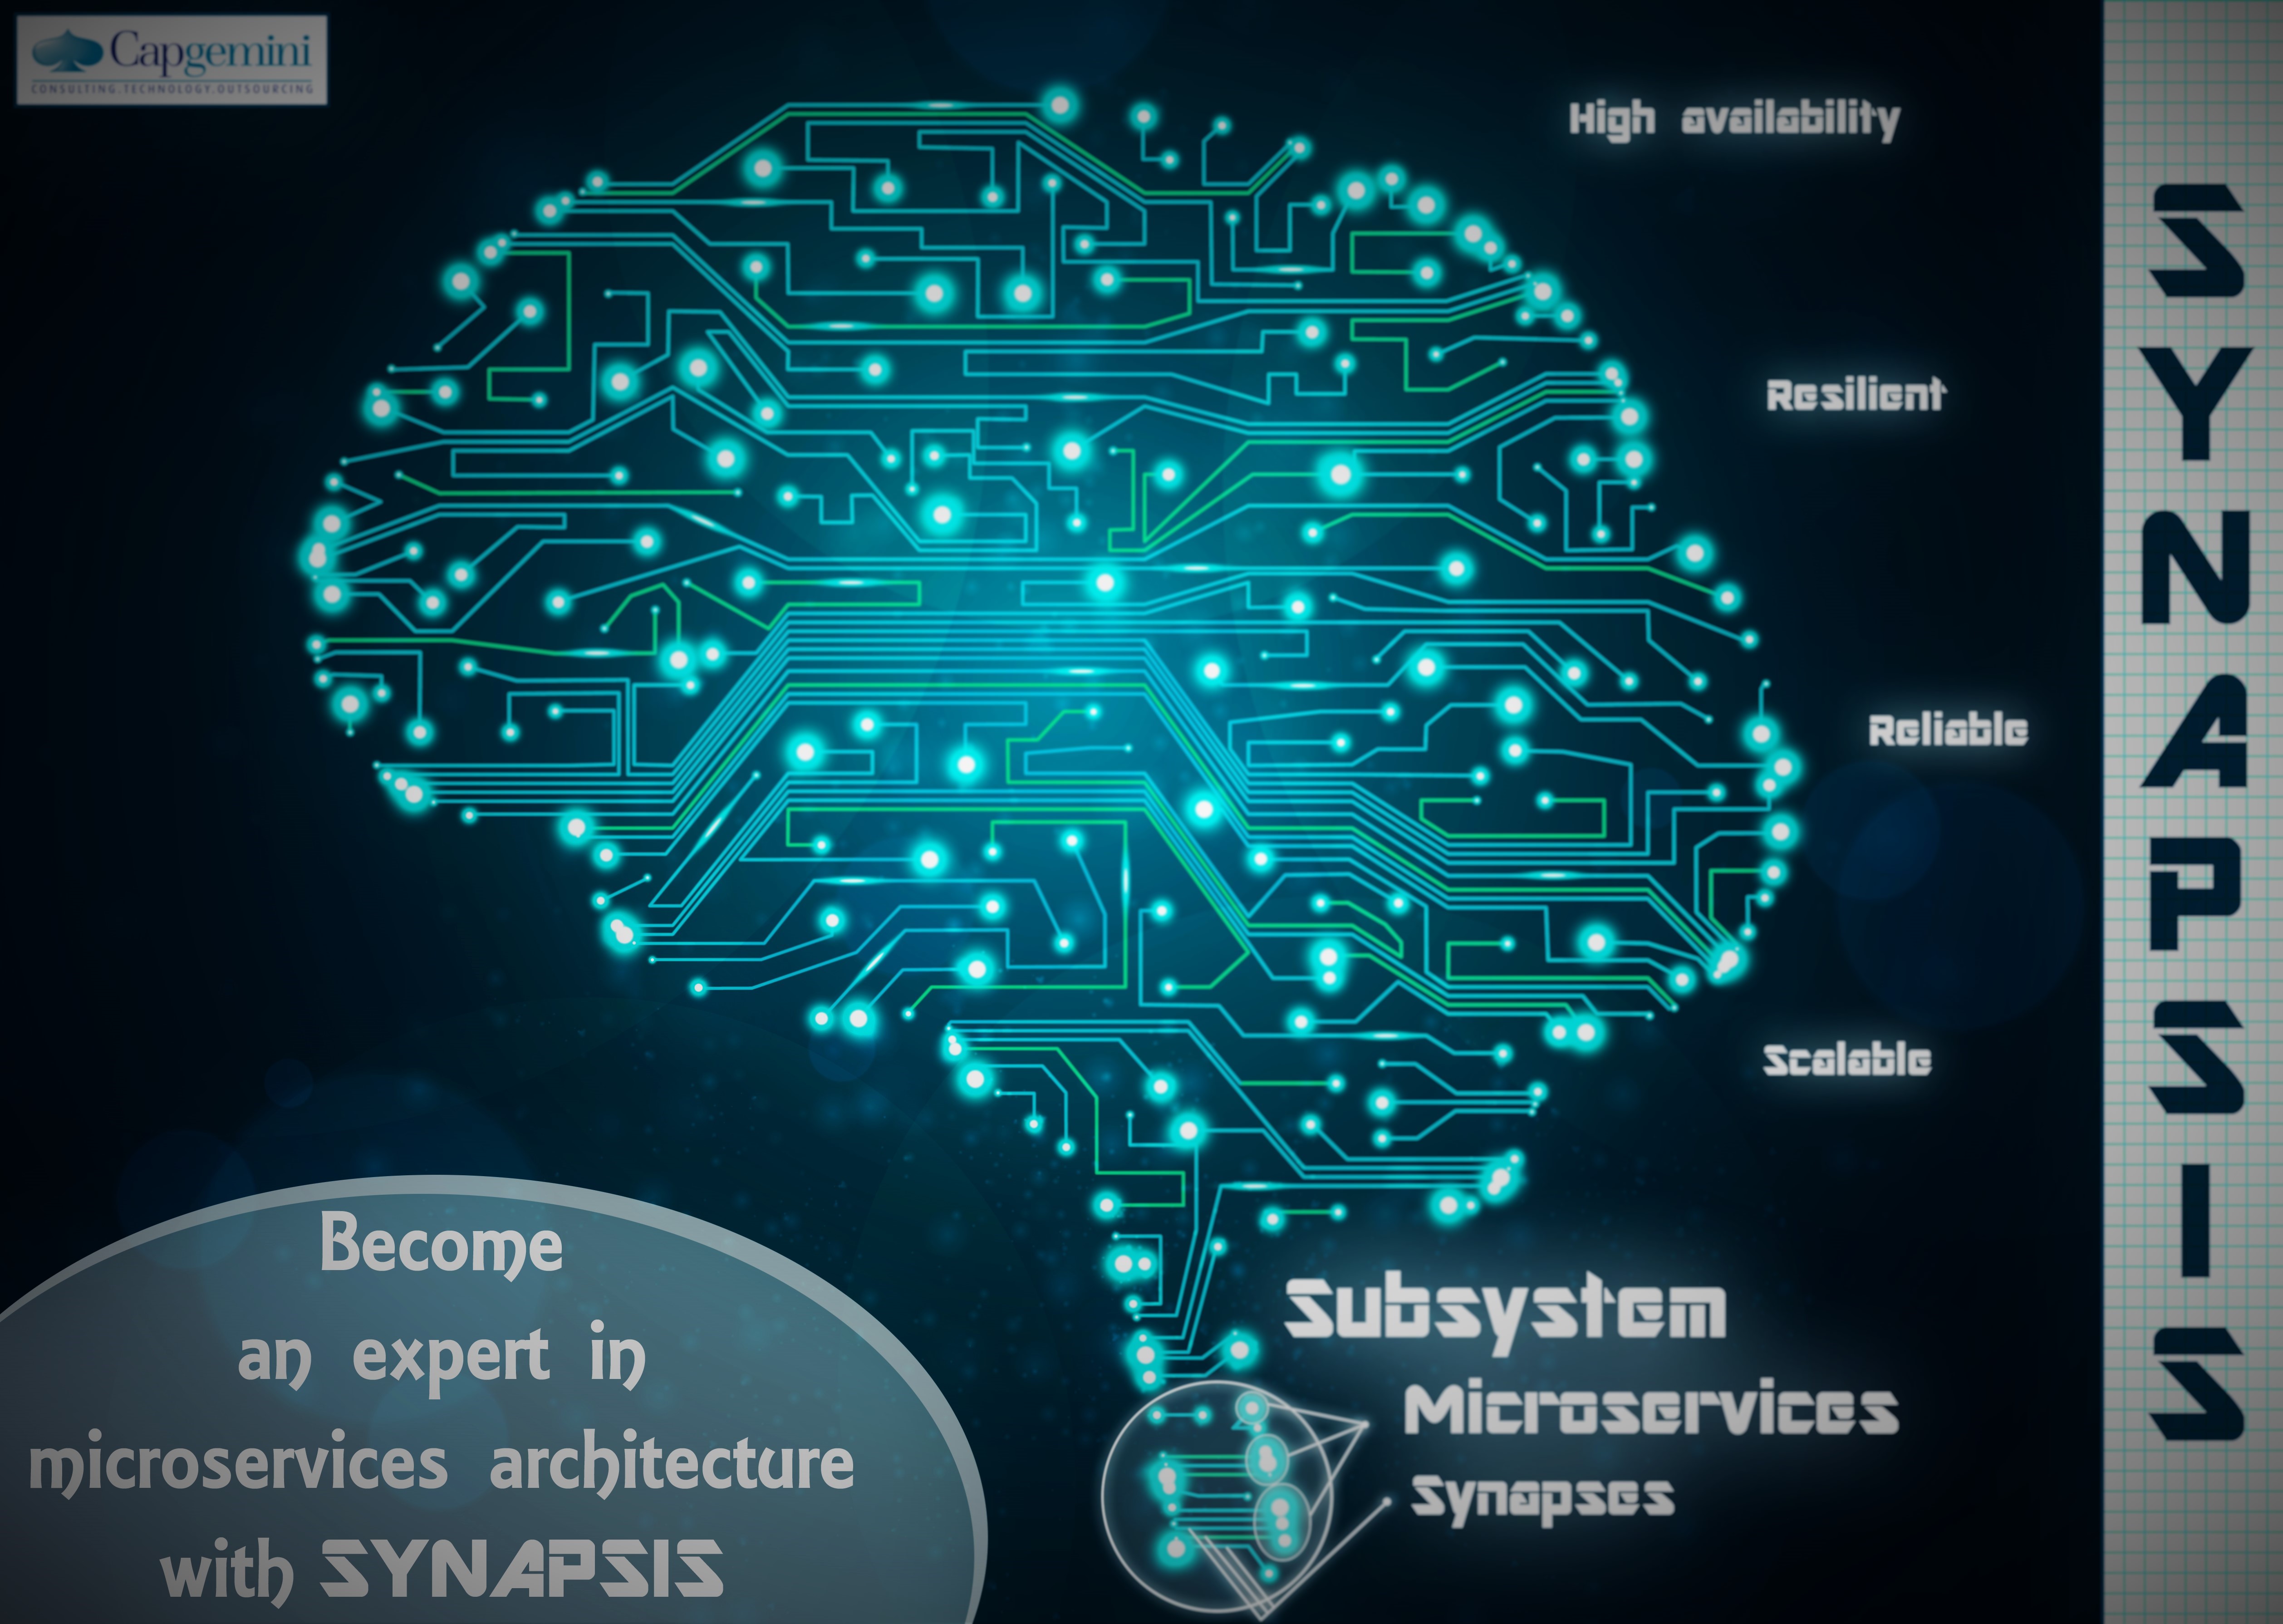 Capgemini
CONSULTING.TECHNOLOGY.OUTSOURCING
High availability
Resilient
Reliable
Scalable
SYNAPSIS
Subsystem
Microservices
Synapses
Become
an expert in
microservices architecture
with SYNAPSIS